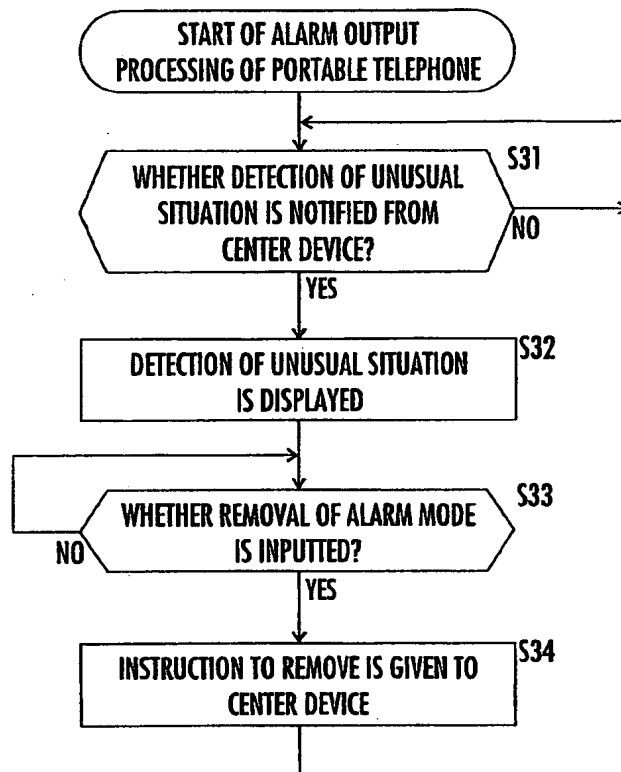 START OF ALARM OUTPUT
PROCESSING OF PORTABLE TELEPHONE
S31
WHETHER DETECTION OF UNUSUAL
SITUATION IS NOTIFIED FROM
CENTER DEVICE?
NO
YES
S32
DETECTION OF UNUSUAL SITUATION
IS DISPLAYED
S33
WHETHER REMOVAL OF ALARM MODE
IS INPUTTED?
NO
YES
S34
INSTRUCTION TO REMOVE IS GIVEN TO
CENTER DEVICE